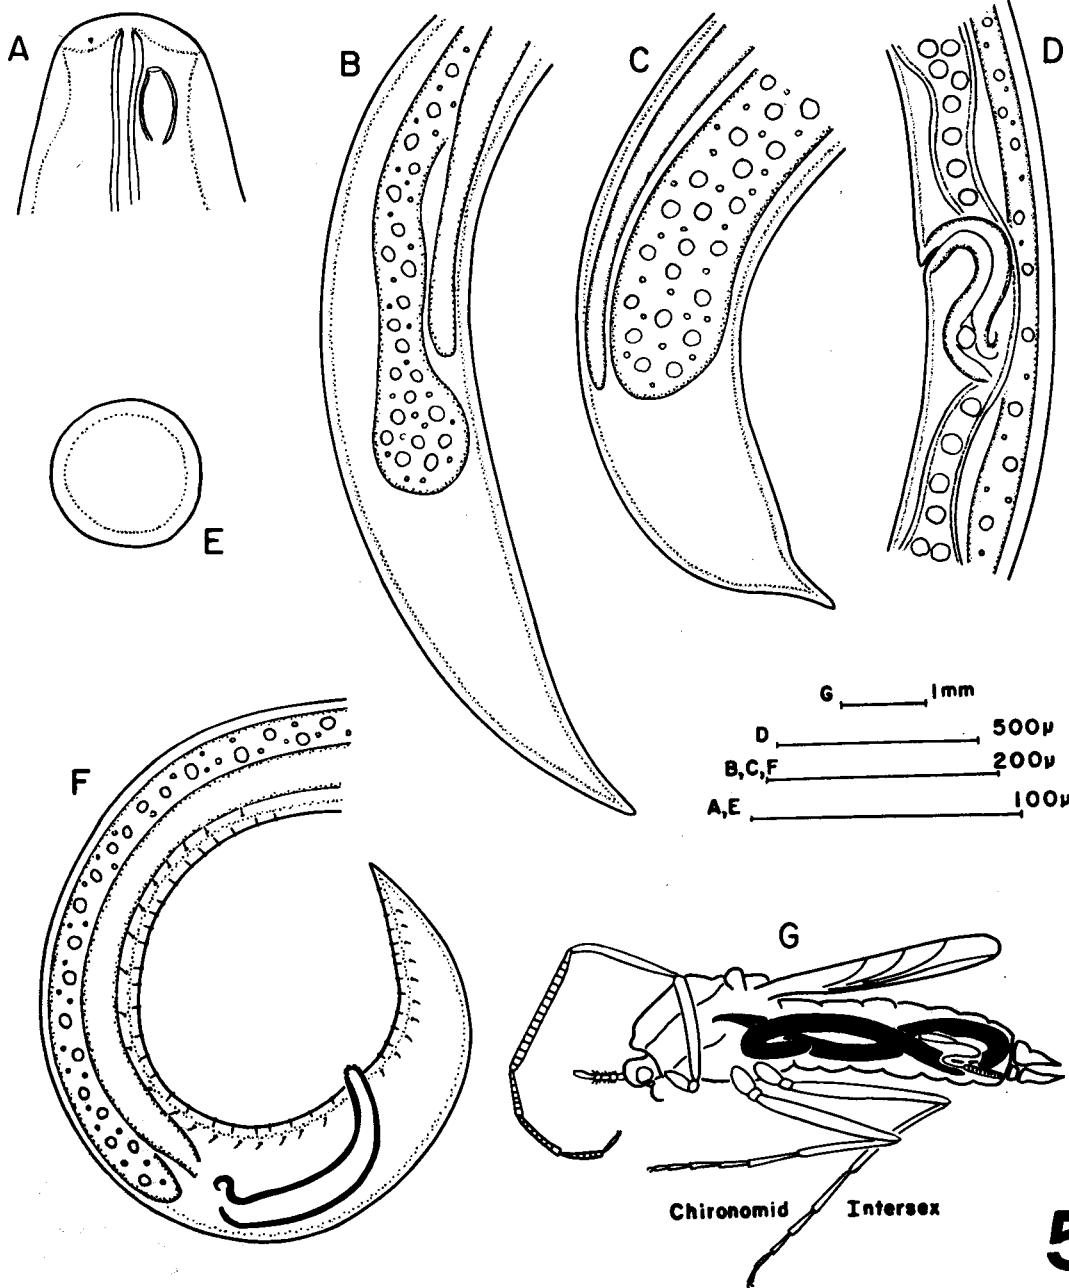 A
B
C
D
E
G 1mm
D 500μ
B,C,F 200μ
A,E 100μ
F
G
Chironomid Intersex
5